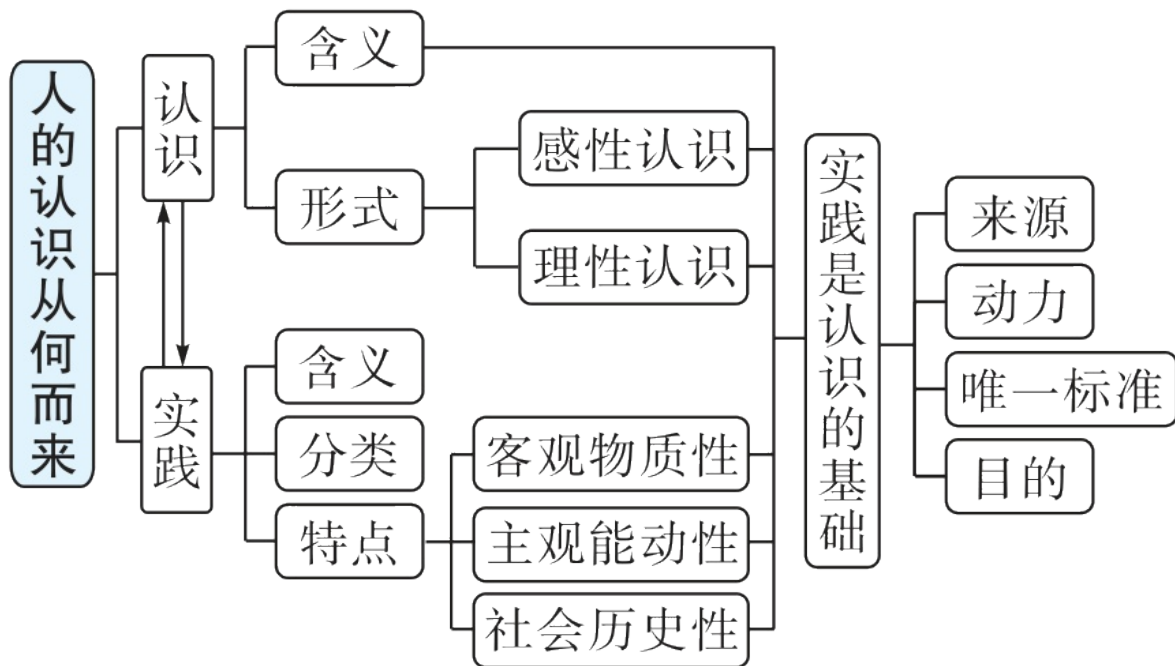 人的认识从何而来
认识
含义
形式
感性认识
理性认识
实践
含义
分类
特点
客观物质性
主观能动性
社会历史性
实践是认识的基础
来源
动力
唯一标准
目的